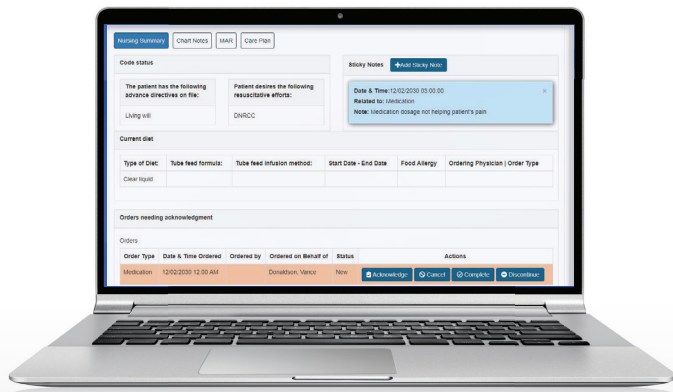 Nursing Summary Chart Notes MAR Care Plan
Code status
Sticky Notes +Add Sticky Note
The patient has the following advance directives on file:
Patient desires the following resuscitative efforts:
Living will
DNRCC
Date & Time:12/02/2030 03:00:00 ×
Related to: Medication
Note: Medication dosage not helping patient's pain
Current diet
Type of Diet: Tube feed formula: Tube feed infusion method: Start Date - End Date Food Allergy Ordering Physician | Order Type
Clear liquid
Orders needing acknowledgment
Orders
Order Type Date & Time Ordered Ordered by Ordered on Behalf of Status Actions
Medication 12/02/2030 12:00 AM Donaldson, Vance New Acknowledge Cancel Complete Discontinue